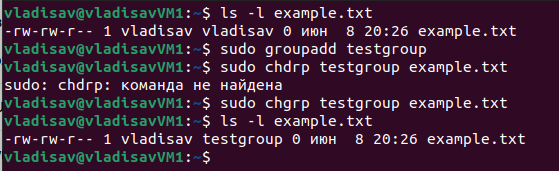 vladisav@vladisavVM1:~$ ls -l example.txt
-rw-rw-r-- 1 vladisav vladisav 0 июн  8 20:26 example.txt
vladisav@vladisavVM1:~$ sudo groupadd testgroup
vladisav@vladisavVM1:~$ sudo chdrp testgroup example.txt
sudo: chdrp: команда не найдена
vladisav@vladisavVM1:~$ sudo chgrp testgroup example.txt
vladisav@vladisavVM1:~$ ls -l example.txt
-rw-rw-r-- 1 vladisav testgroup 0 июн  8 20:26 example.txt
vladisav@vladisavVM1:~$